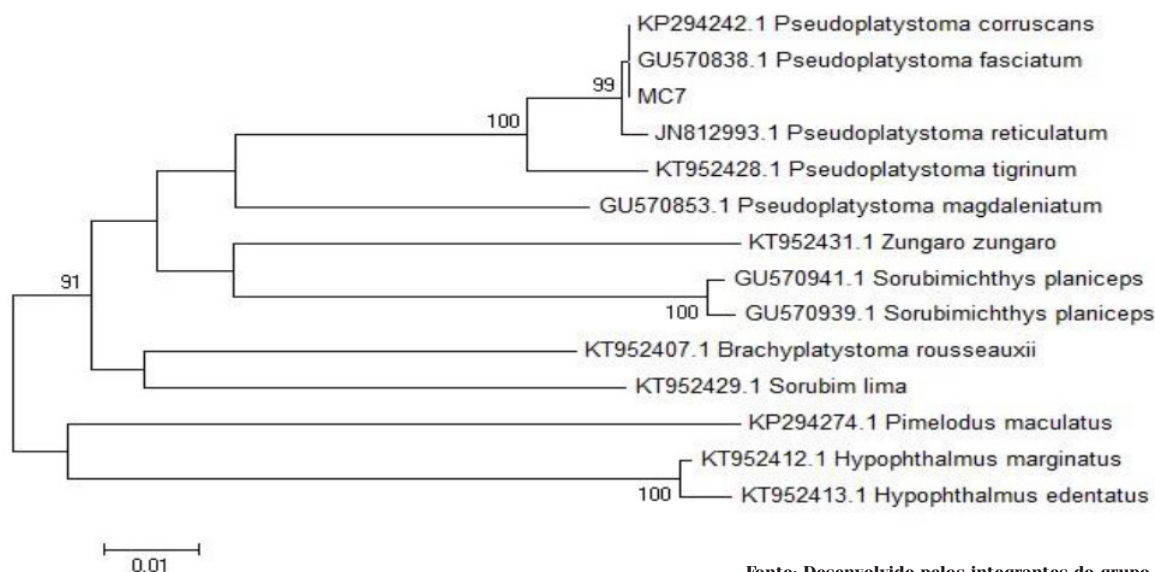 KP294242.1 Pseudoplatystoma corruscans
GU570838.1 Pseudoplatystoma fasciatum
99
MC7
100
JN812993.1 Pseudoplatystoma reticulatum
KT952428.1 Pseudoplatystoma tigrinum
GU570853.1 Pseudoplatystoma magdaleniatum
KT952431.1 Zungaro zungaro
91
GU570941.1 Sorubimichthys planiceps
100
GU570939.1 Sorubimichthys planiceps
KT952407.1 Brachyplatystoma rousseauxii
KT952429.1 Sorubim lima
KP294274.1 Pimelodus maculatus
KT952412.1 Hypophthalmus marginatus
100
KT952413.1 Hypophthalmus edentatus
0.01
Fonte: Desenvolvido pelos integrantes do grupo